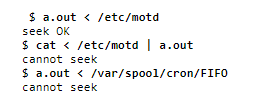 $ a.out < /etc/motd
seek OK
$ cat < /etc/motd | a.out
cannot seek
$ a.out < /var/spool/cron/FIFO
cannot seek